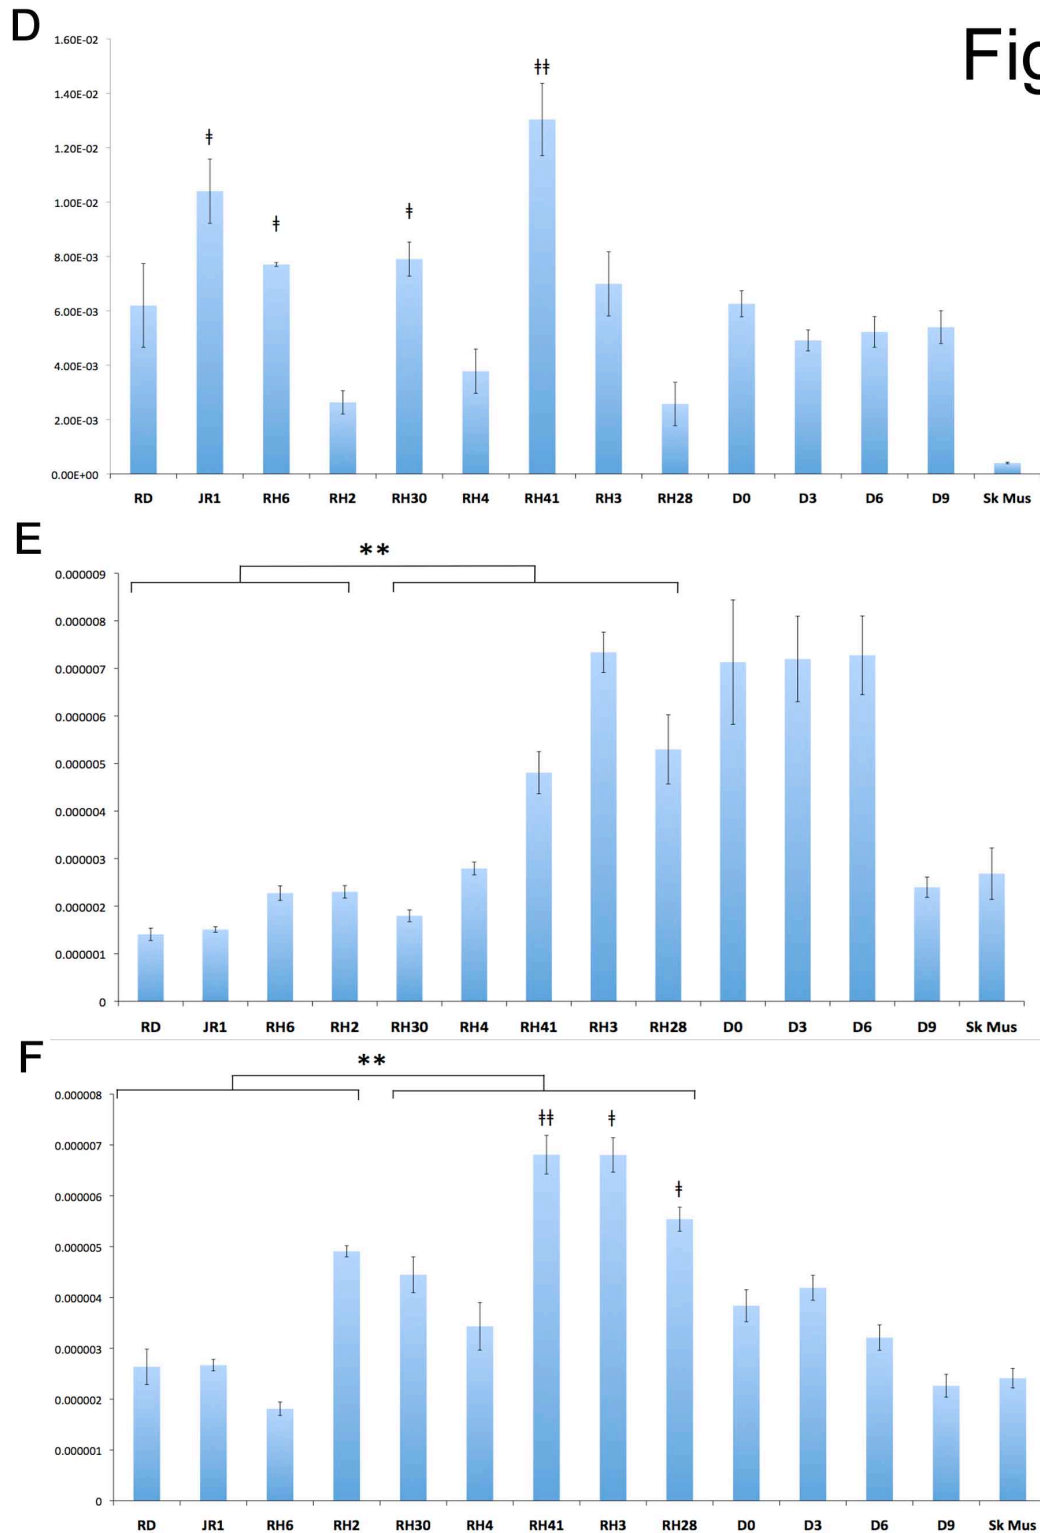 D
Fig
1.60E-02
1.40E-02
1.20E-02
1.00E-02
8.00E-03
6.00E-03
4.00E-03
2.00E-03
0.00E+00
ǂ
ǂ
ǂ
ǂǂ
RD JR1 RH6 RH2 RH30 RH4 RH41 RH3 RH28 D0 D3 D6 D9 Sk Mus
E
**
0.000009
0.000008
0.000007
0.000006
0.000005
0.000004
0.000003
0.000002
0.000001
0
RD JR1 RH6 RH2 RH30 RH4 RH41 RH3 RH28 D0 D3 D6 D9 Sk Mus
F
**
0.000008
0.000007
0.000006
0.000005
0.000004
0.000003
0.000002
0.000001
0
ǂǂ
ǂ
ǂ
RD JR1 RH6 RH2 RH30 RH4 RH41 RH3 RH28 D0 D3 D6 D9 Sk Mus